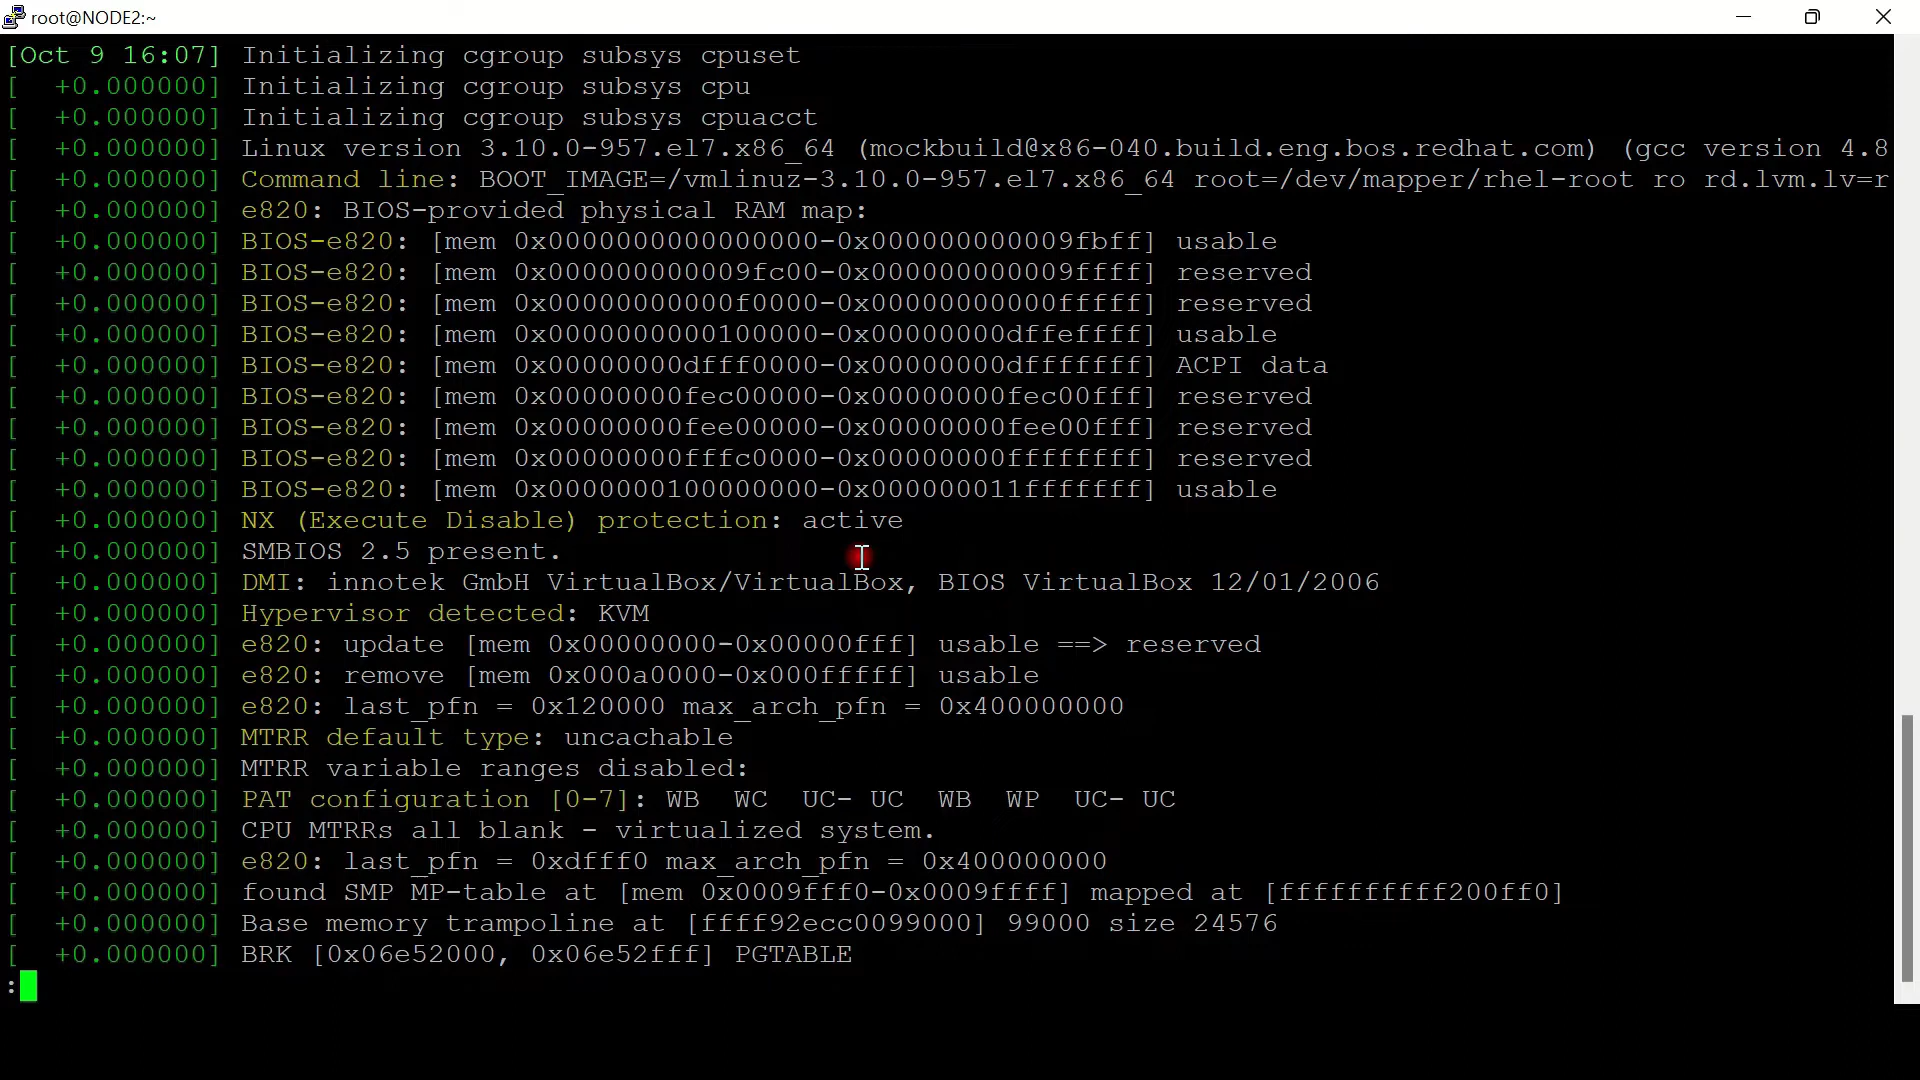 root@NODE2:~
[Oct 9 16:07] Initializing cgroup subsys cpuset
[  +0.000000] Initializing cgroup subsys cpu
[  +0.000000] Initializing cgroup subsys cpuacct
[  +0.000000] Linux version 3.10.0-957.el7.x86_64 (mockbuild@x86-040.build.eng.bos.redhat.com) (gcc version 4.8
[  +0.000000] Command line: BOOT_IMAGE=/vmlinuz-3.10.0-957.el7.x86_64 root=/dev/mapper/rhel-root ro rd.lvm.lv=r
[  +0.000000] e820: BIOS-provided physical RAM map:
[  +0.000000] BIOS-e820: [mem 0x0000000000000000-0x000000000009fbff] usable
[  +0.000000] BIOS-e820: [mem 0x000000000009fc00-0x000000000009ffff] reserved
[  +0.000000] BIOS-e820: [mem 0x00000000000f0000-0x00000000000fffff] reserved
[  +0.000000] BIOS-e820: [mem 0x0000000000100000-0x00000000dffeffff] usable
[  +0.000000] BIOS-e820: [mem 0x00000000dfff0000-0x00000000dfffffff] ACPI data
[  +0.000000] BIOS-e820: [mem 0x00000000fec00000-0x00000000fec00fff] reserved
[  +0.000000] BIOS-e820: [mem 0x00000000fee00000-0x00000000fee00fff] reserved
[  +0.000000] BIOS-e820: [mem 0x00000000fffc0000-0x00000000ffffffff] reserved
[  +0.000000] BIOS-e820: [mem 0x0000000100000000-0x000000011fffffff] usable
[  +0.000000] NX (Execute Disable) protection: active
[  +0.000000] SMBIOS 2.5 present.
[  +0.000000] DMI: innotek GmbH VirtualBox/VirtualBox, BIOS VirtualBox 12/01/2006
[  +0.000000] Hypervisor detected: KVM
[  +0.000000] e820: update [mem 0x00000000-0x00000fff] usable ==> reserved
[  +0.000000] e820: remove [mem 0x000a0000-0x000fffff] usable
[  +0.000000] e820: last_pfn = 0x120000 max_arch_pfn = 0x400000000
[  +0.000000] MTRR default type: uncachable
[  +0.000000] MTRR variable ranges disabled:
[  +0.000000] PAT configuration [0-7]: WB  WC  UC- UC  WB  WP  UC- UC
[  +0.000000] CPU MTRRs all blank - virtualized system.
[  +0.000000] e820: last_pfn = 0xdfff0 max_arch_pfn = 0x400000000
[  +0.000000] found SMP MP-table at [mem 0x0009fff0-0x0009ffff] mapped at [ffffffffff200ff0]
[  +0.000000] Base memory trampoline at [ffff92ecc0099000] 99000 size 24576
[  +0.000000] BRK [0x06e52000, 0x06e52fff] PGTABLE
: